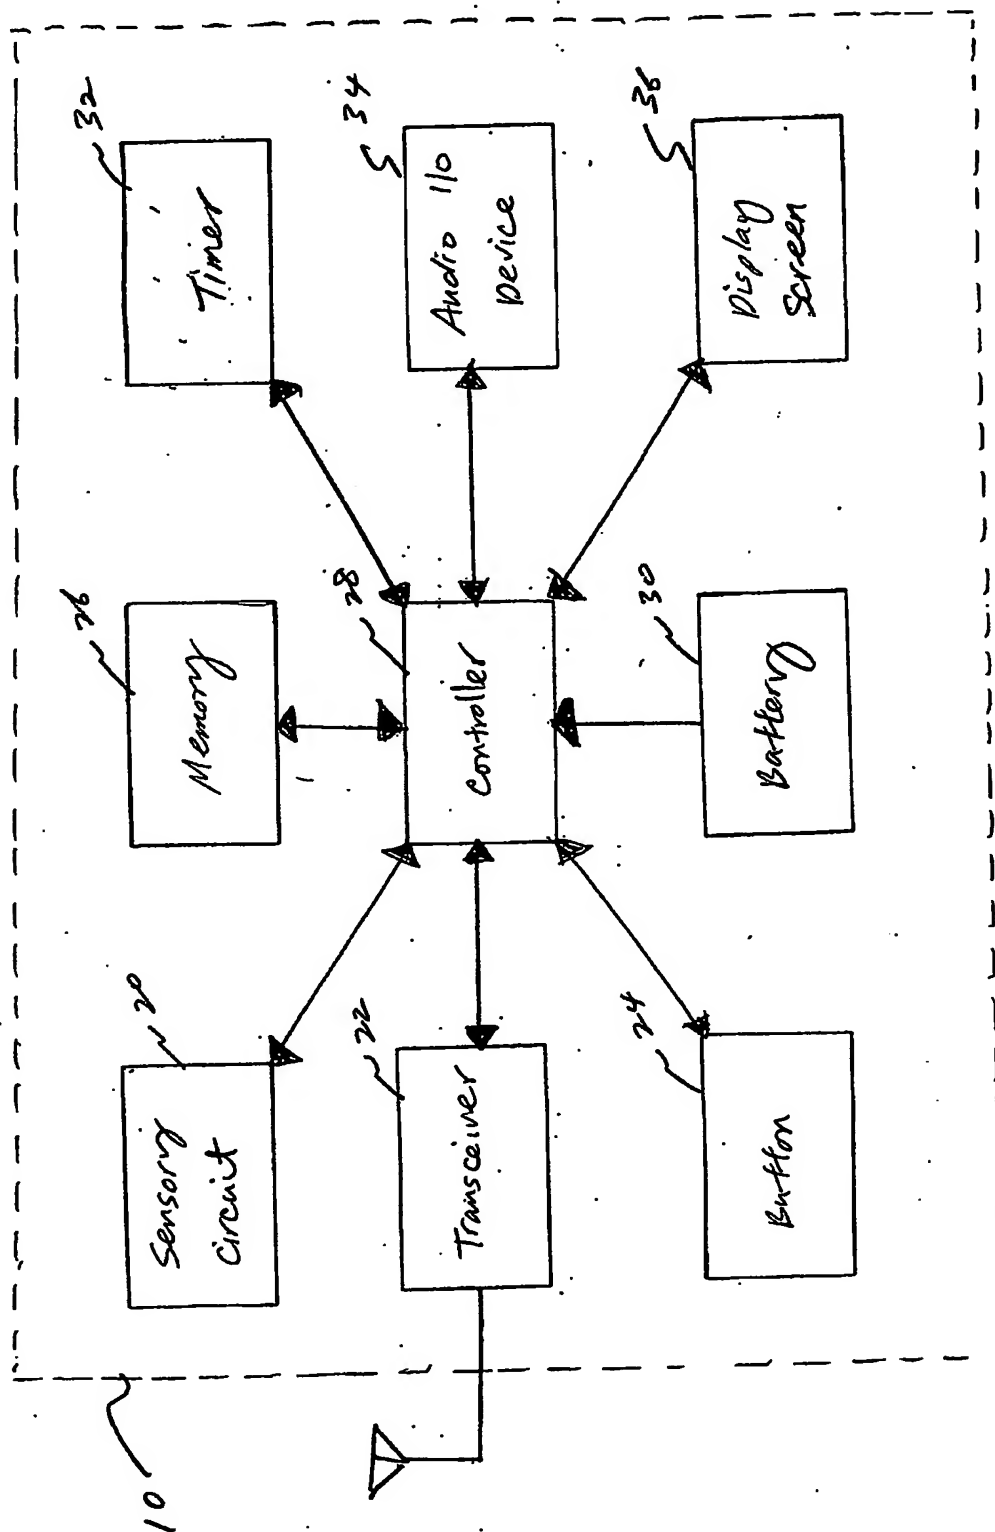 10
20
Sensory
Circuit
26
Memory
32
Timer
22
Transceiver
28
Controller
34
Audio I/O
Device
24
Button
30
Battery
36
Display
Screen